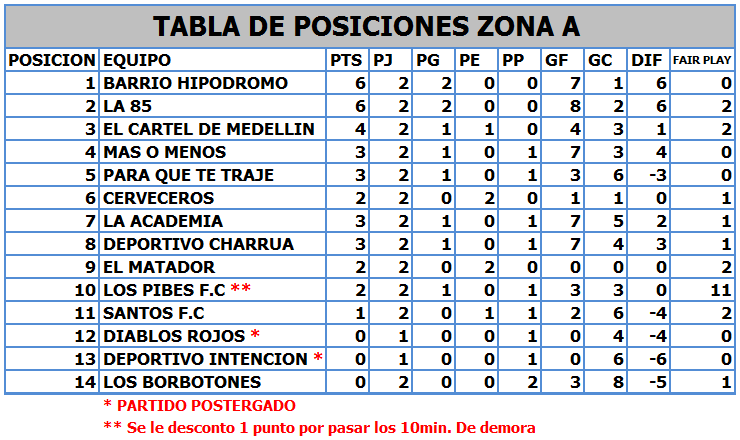 TABLA DE POSICIONES ZONA A
POSICION EQUIPO PTS PJ PG PE PP GF GC DIF FAIR PLAY
1 BARRIO HIPODROMO 6 2 2 0 0 7 1 6 0
2 LA 85 6 2 2 0 0 8 2 6 2
3 EL CARTEL DE MEDELLIN 4 2 1 1 0 4 3 1 2
4 MAS O MENOS 3 2 1 0 1 7 3 4 0
5 PARA QUE TE TRAJE 3 2 1 0 1 3 6 -3 0
6 CERVECEROS 2 2 0 2 0 1 1 0 1
7 LA ACADEMIA 3 2 1 0 1 7 5 2 1
8 DEPORTIVO CHARRUA 3 2 1 0 1 7 4 3 1
9 EL MATADOR 2 2 0 2 0 0 0 0 2
10 LOS PIBES F.C ** 2 2 1 0 1 3 3 0 11
11 SANTOS F.C 1 2 0 1 1 2 6 -4 2
12 DIABLOS ROJOS * 0 1 0 0 1 0 4 -4 0
13 DEPORTIVO INTENCION * 0 1 0 0 1 0 6 -6 0
14 LOS BORBOTONES 0 2 0 0 2 3 8 -5 1
* PARTIDO POSTERGADO
** Se le desconto 1 punto por pasar los 10min. De demora